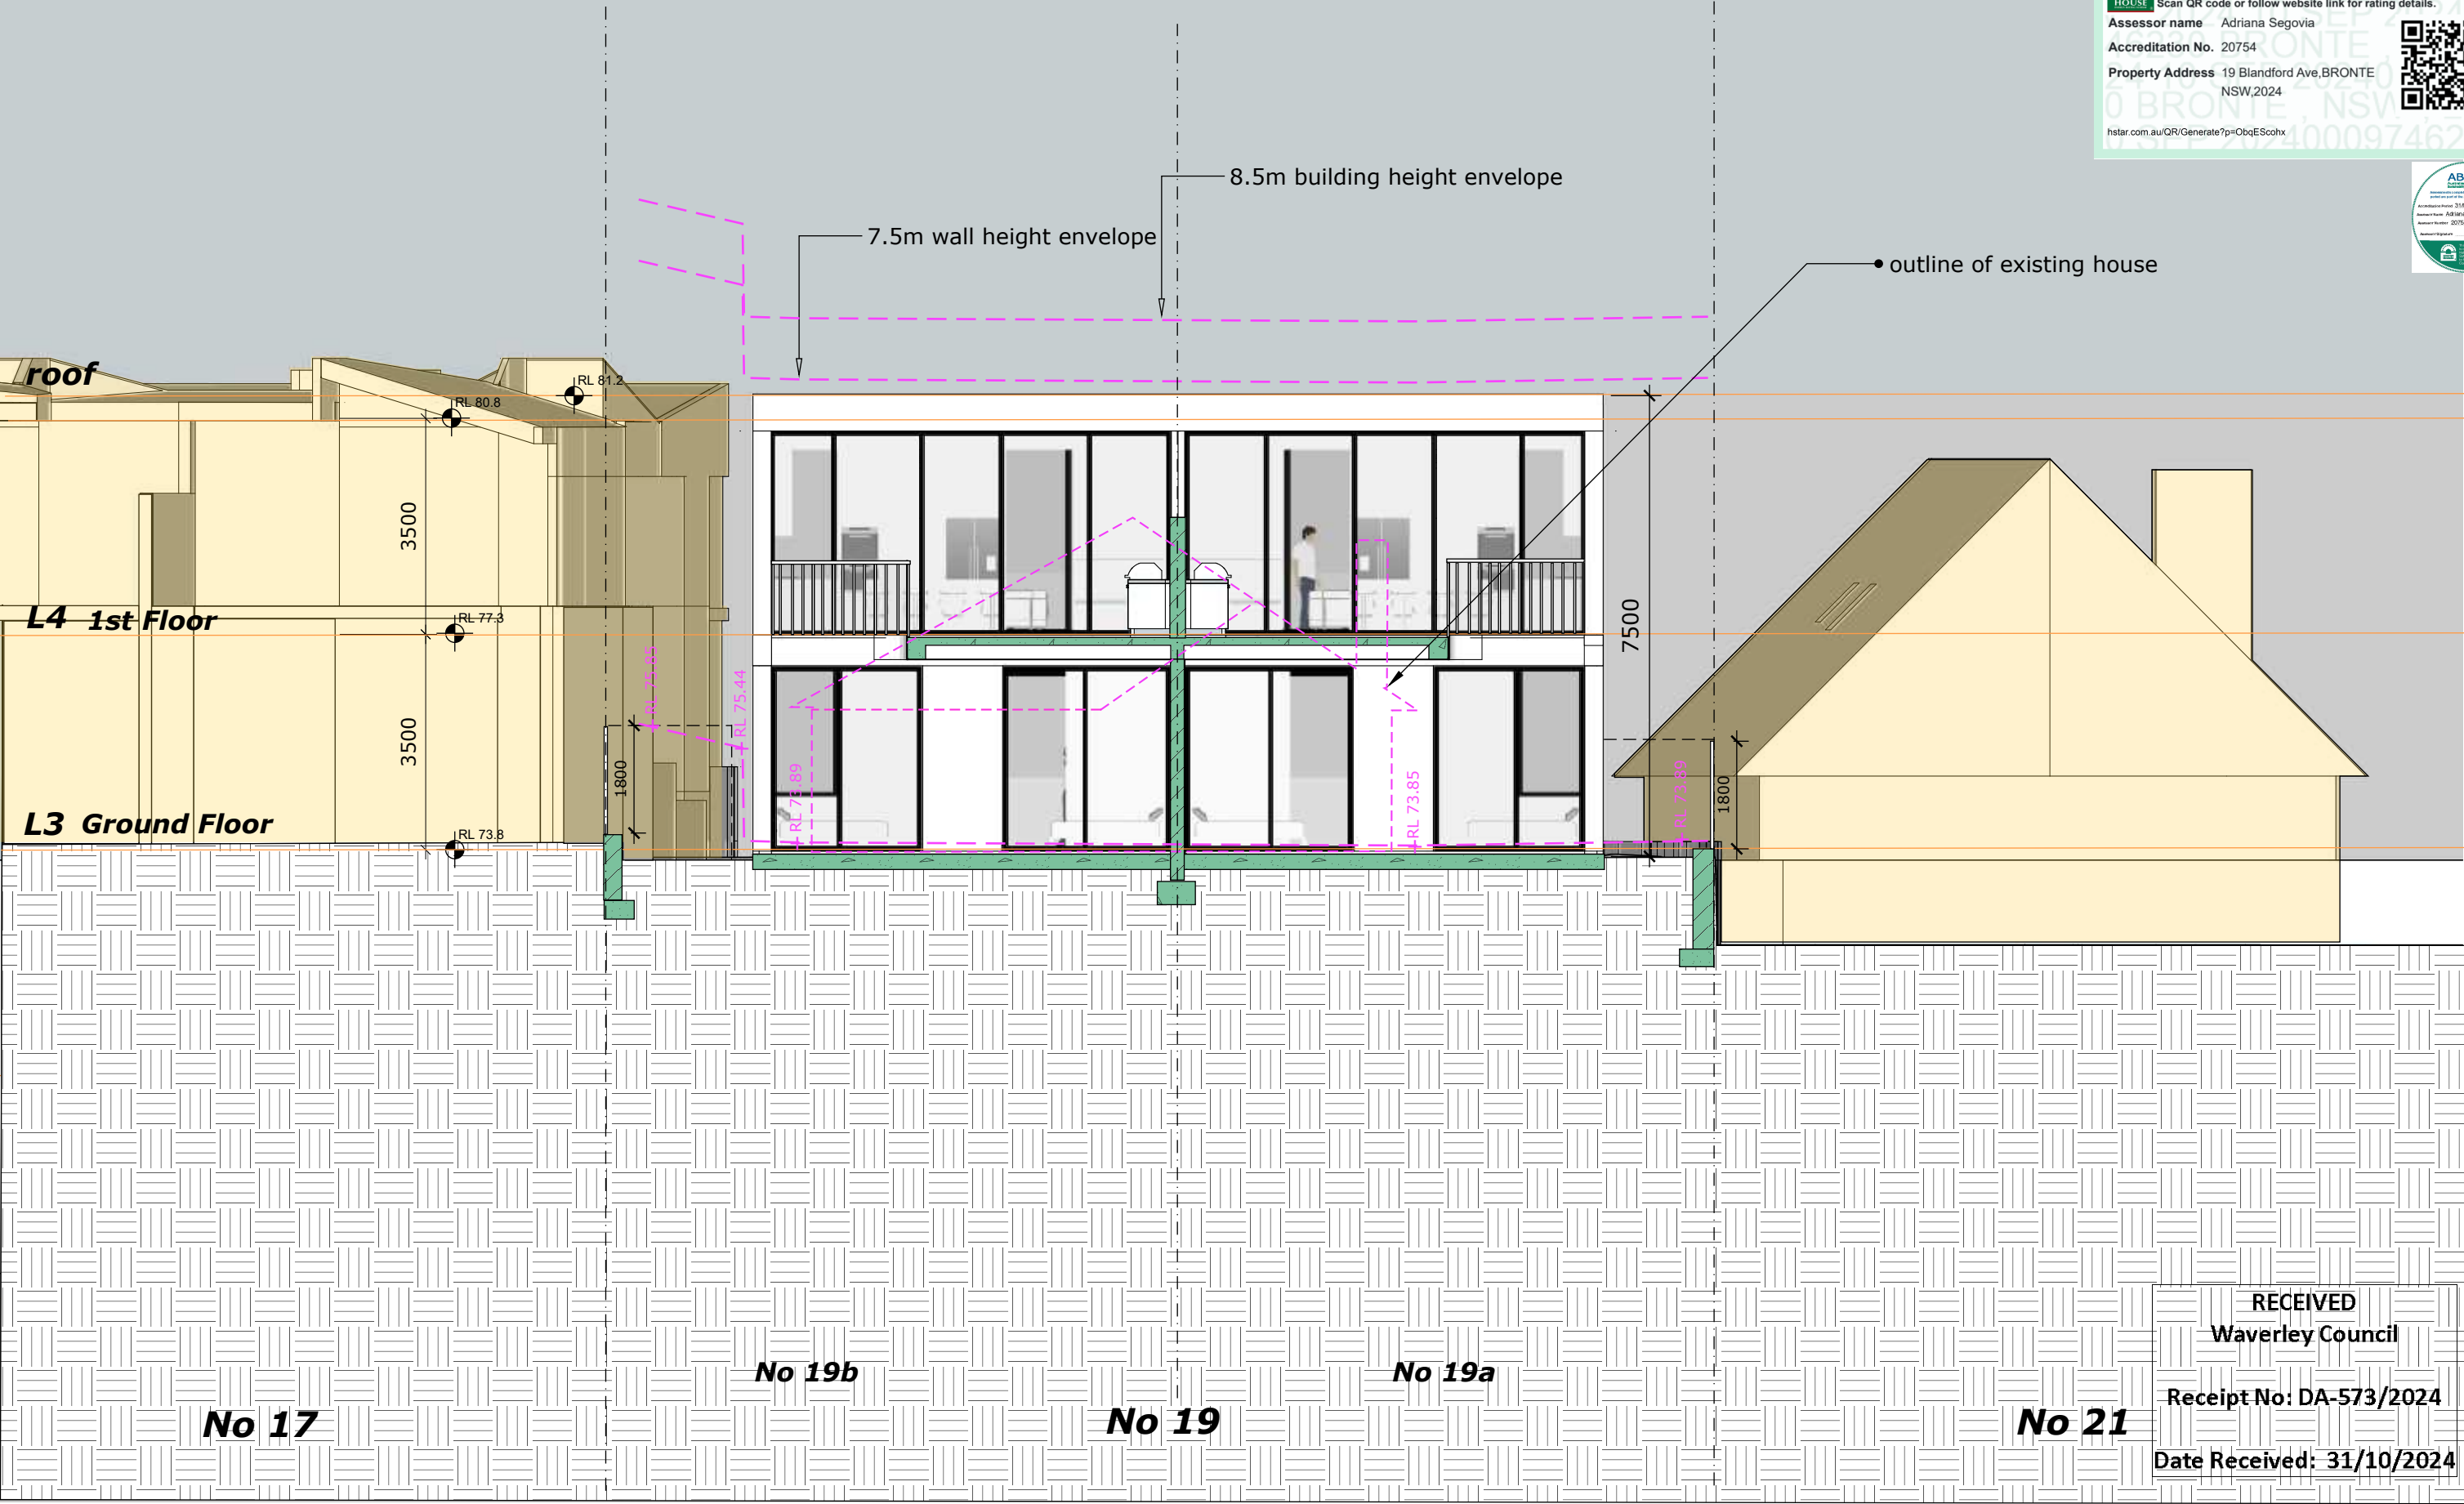 HOUSE
Scan QR code or follow website link for rating details.
Assessor name Adriana Segovia
Accreditation No. 20754
Property Address 19 Blandford Ave,BRONTE
NSW,2024
hstar.com.au/QR/Generate?p=ObqEScohx
8.5m building height envelope
7.5m wall height envelope
outline of existing house
roof
RL 81.2
RL 80.8
3500
L4 1st Floor
RL 77.3
7500
RL 75.85
RL 75.44
3500
1800
RL 73.89
RL 73.85
1800
L3 Ground Floor
RL 73.8
No 19b
No 19a
No 17
No 19
No 21
RECEIVED
Waverley Council
Receipt No: DA-573/2024
Date Received: 31/10/2024